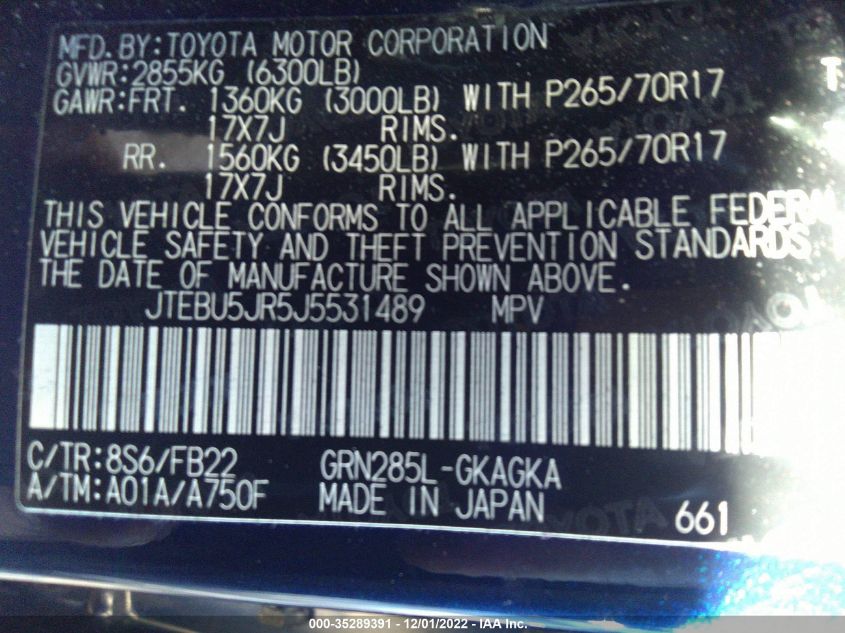 MFD.BY:TOYOTA MOTOR CORPORATION
GVWR:2855KG (6300LB)
GAWR:FRT. 1360KG (3000LB) WITH P265/70R17
17X7J RIMS.
RR. 1560KG (3450LB) WITH P265/70R17
17X7J RIMS.
THIS VEHICLE CONFORMS TO ALL APPLICABLE FEDERAL
VEHICLE SAFETY AND THEFT PREVENTION STANDARDS
THE DATE OF MANUFACTURE SHOWN ABOVE.
JTEBU5JR5J5531489 MPV
C/TR:8S6/FB22 GRN285L-GKAGKA
A/TM:A01A/A750F MADE IN JAPAN 661
000-35289391 - 12/01/2022 - IAA Inc.